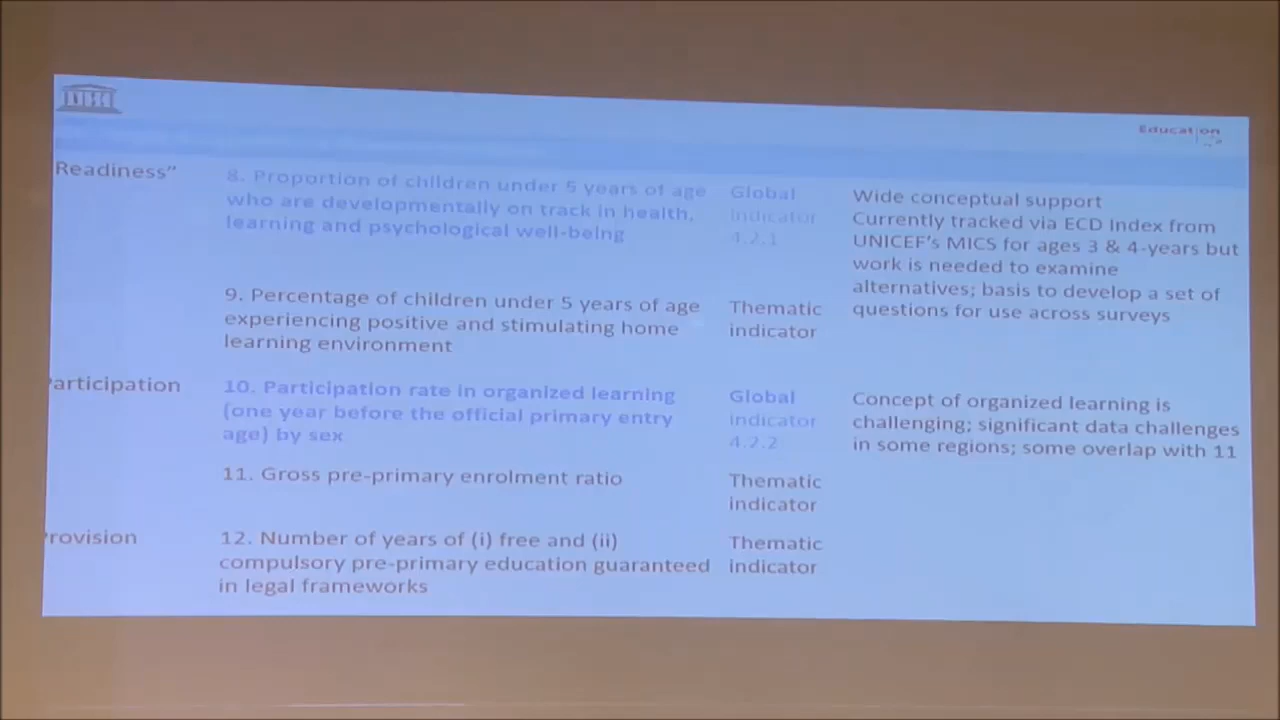 Education
Readiness”
8. Proportion of children under 5 years of age
who are developmentally on track in health,
learning and psychological well-being
Global
indicator
4.2.1
Wide conceptual support
Currently tracked via ECD Index from
UNICEF’s MICS for ages 3 & 4-years but
work is needed to examine
alternatives; basis to develop a set of
questions for use across surveys
9. Percentage of children under 5 years of age
experiencing positive and stimulating home
learning environment
Thematic
indicator
articipation
10. Participation rate in organized learning
(one year before the official primary entry
age) by sex
Global
indicator
4.2.2
Concept of organized learning is
challenging; significant data challenges
in some regions; some overlap with 11
11. Gross pre-primary enrolment ratio
Thematic
indicator
rovision
12. Number of years of (i) free and (ii)
compulsory pre-primary education guaranteed
in legal frameworks
Thematic
indicator